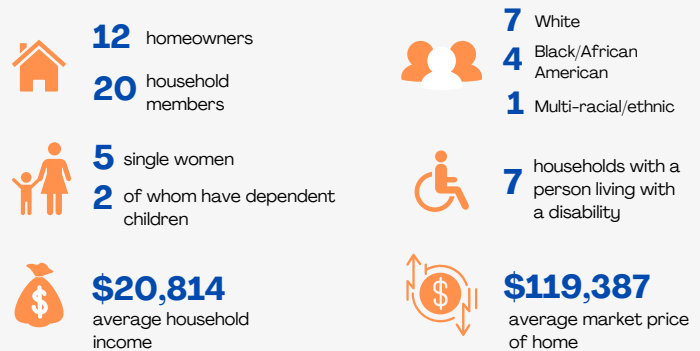 12 homeowners
20 household
members
5 single women
2 of whom have dependent
children
$20,814
average household
income
7 White
4 Black/African
American
1 Multi-racial/ethnic
7 households with a
person living with
a disability
$
$119,387
average market price
of home
$